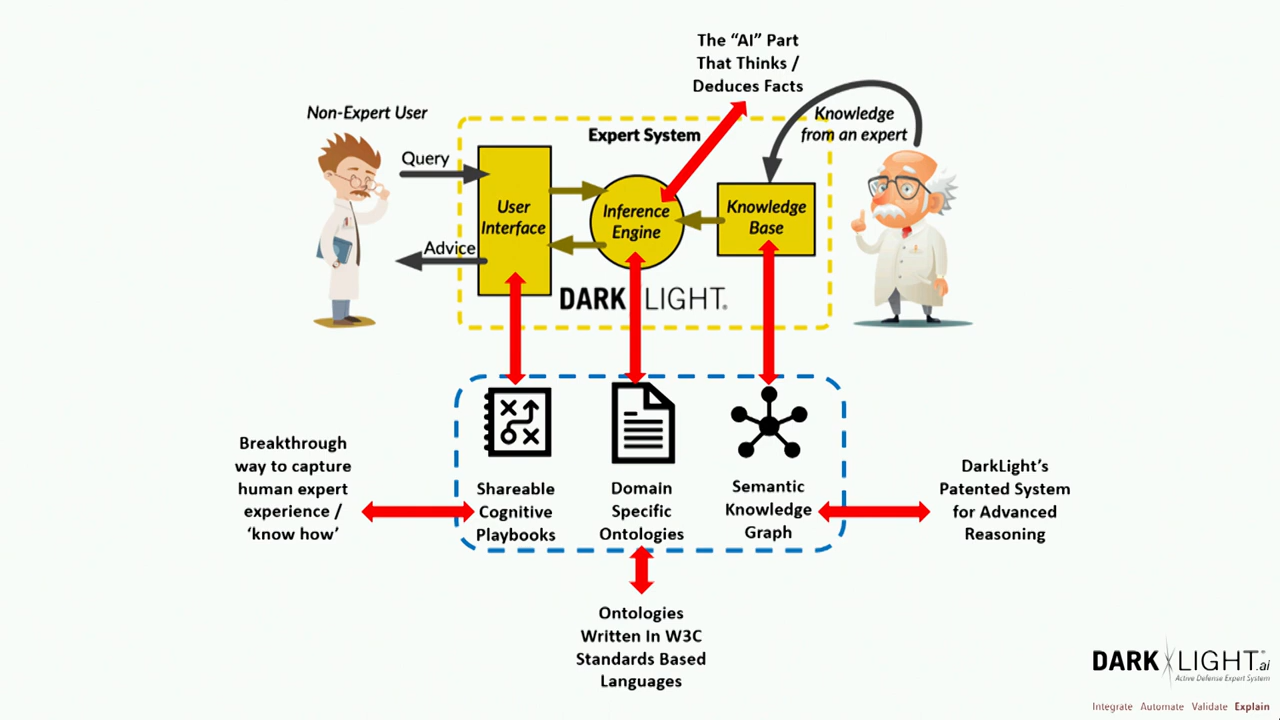 The “AI” Part
That Thinks /
Deduces Facts
Non-Expert User
Knowledge
from an expert
Expert System
Query
User
Interface
Inference
Engine
Knowledge
Base
Advice
DARK LIGHT®
Breakthrough
way to capture
human expert
experience /
‘know how’
Shareable
Cognitive
Playbooks
Domain
Specific
Ontologies
Semantic
Knowledge
Graph
DarkLight’s
Patented System
for Advanced
Reasoning
Ontologies
Written In W3C
Standards Based
Languages
DARK LIGHT®.ai
Active Defense Expert System
Integrate Automate Validate Explain